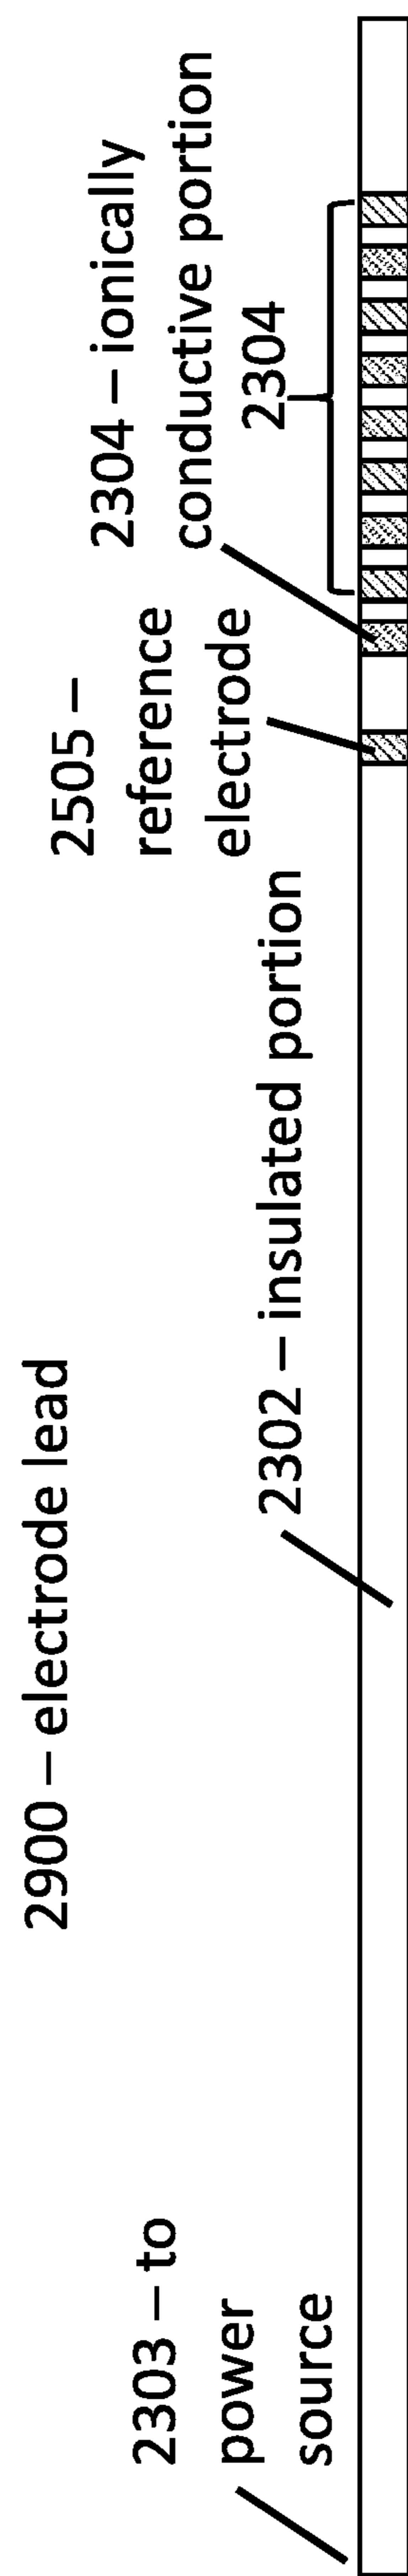 2900 – electrode lead
2303 – to
power
source
2302 – insulated portion
2505 –
reference
electrode
2304 – ionically
conductive portion
2304